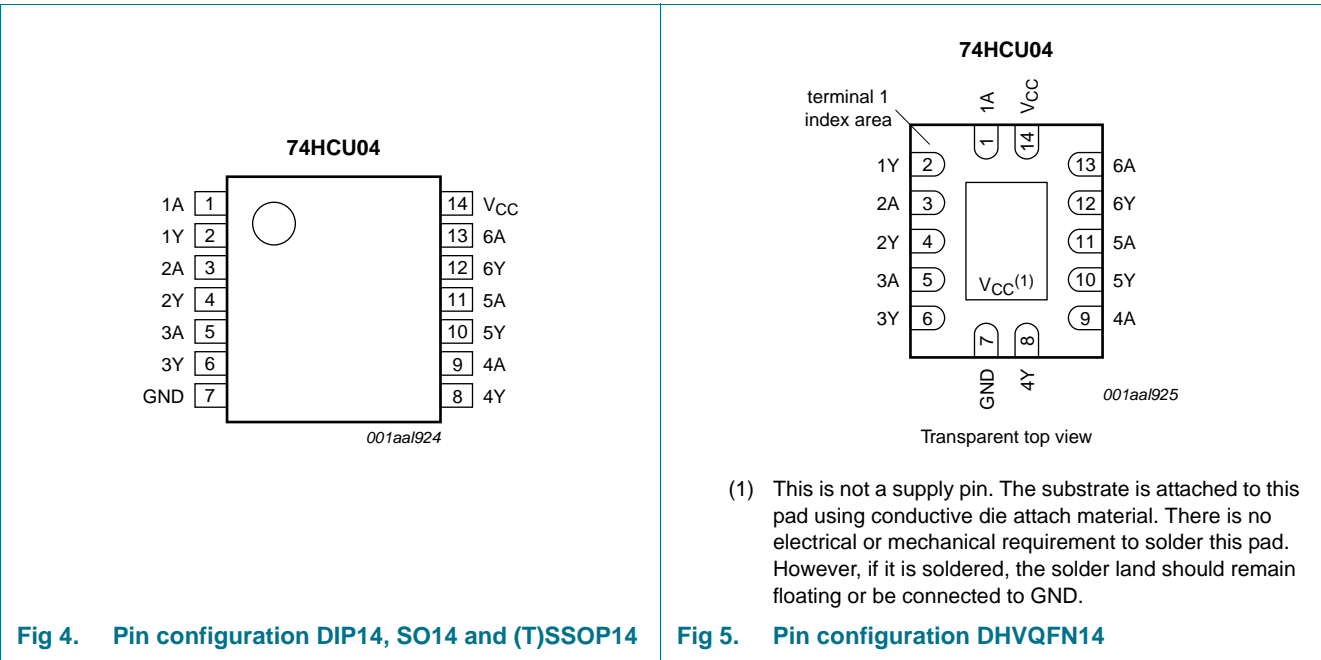 74HCU04
1A 1 14 VCC
1Y 2 13 6A
2A 3 12 6Y
2Y 4 11 5A
3A 5 10 5Y
3Y 6 9 4A
GND 7 8 4Y
001aal924
Fig 4. Pin configuration DIP14, SO14 and (T)SSOP14
74HCU04
terminal 1
index area
1A VCC
1 14
1Y 2 13 6A
2A 3 12 6Y
2Y 4 11 5A
3A 5 VCC(1) 10 5Y
3Y 6 9 4A
7 8
GND 4Y
001aal925
Transparent top view
(1) This is not a supply pin. The substrate is attached to this
pad using conductive die attach material. There is no
electrical or mechanical requirement to solder this pad.
However, if it is soldered, the solder land should remain
floating or be connected to GND.
Fig 5. Pin configuration DHVQFN14